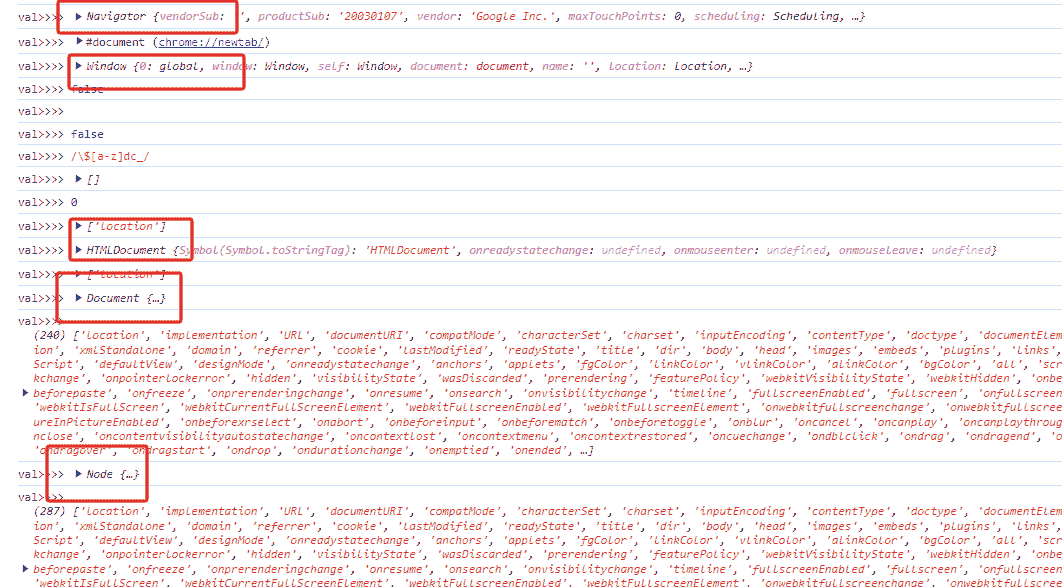 val>>>> ▶ Navigator {vendorSub: '', productSub: '20030107', vendor: 'Google Inc.', maxTouchPoints: 0, scheduling: Scheduling, …}
val>>>> ▶ #document (chrome://newtab/)
val>>>> ▶ Window {0: global, window: Window, self: Window, document: document, name: '', location: Location, …}
val>>>> false
val>>>>
val>>>> false
val>>>> /\$[a-z]dc_/
val>>>> ▶ []
val>>>> 0
val>>>> ▶ ['location']
val>>>> ▶ HTMLDocument {Symbol(Symbol.toStringTag): 'HTMLDocument', onreadystatechange: undefined, onmouseenter: undefined, onmouseleave: undefined}
val>>>> ▶ ['location']
val>>>> ▶ Document {…}
val>>>>
(240) ['location', 'implementation', 'URL', 'documentURI', 'compatMode', 'characterSet', 'charset', 'inputEncoding', 'contentType', 'doctype', 'documentElem
ion', 'xmlStandalone', 'domain', 'referrer', 'cookie', 'lastModified', 'readyState', 'title', 'dir', 'body', 'head', 'images', 'embeds', 'plugins', 'links',
Script', 'defaultView', 'designMode', 'onreadystatechange', 'anchors', 'applets', 'fgColor', 'linkColor', 'vlinkColor', 'alinkColor', 'bgColor', 'all', 'scr
kchange', 'onpointerlockerror', 'hidden', 'visibilityState', 'wasDiscarded', 'prerendering', 'featurePolicy', 'webkitVisibilityState', 'webkitHidden', 'onbe
▶ beforepaste', 'onfreeze', 'onprerenderingchange', 'onresume', 'onsearch', 'onvisibilitychange', 'timeline', 'fullscreenEnabled', 'fullscreen', 'onfullscreen
'webkitIsFullScreen', 'webkitCurrentFullScreenElement', 'webkitFullscreenEnabled', 'webkitFullscreenElement', 'onwebkitfullscreenchange', 'onwebkitfullscre
ureInPictureEnabled', 'onbeforexrselect', 'onabort', 'onbeforeinput', 'onbeforematch', 'onbeforetoggle', 'onblur', 'oncancel', 'oncanplay', 'oncanplaythroug
nclose', 'oncontentvisibilityautostatechange', 'oncontextlost', 'oncontextmenu', 'oncontextrestored', 'oncuechange', 'ondblclick', 'ondrag', 'ondragend', 'o
'ondragover', 'ondragstart', 'ondrop', 'ondurationchange', 'onemptied', 'onended', …]
val>>>> ▶ Node {…}
val>>>>
(287) ['location', 'implementation', 'URL', 'documentURI', 'compatMode', 'characterSet', 'charset', 'inputEncoding', 'contentType', 'doctype', 'documentElem
ion', 'xmlStandalone', 'domain', 'referrer', 'cookie', 'lastModified', 'readyState', 'title', 'dir', 'body', 'head', 'images', 'embeds', 'plugins', 'links',
Script', 'defaultView', 'designMode', 'onreadystatechange', 'anchors', 'applets', 'fgColor', 'linkColor', 'vlinkColor', 'alinkColor', 'bgColor', 'all', 'scr
kchange', 'onpointerlockerror', 'hidden', 'visibilityState', 'wasDiscarded', 'prerendering', 'featurePolicy', 'webkitVisibilityState', 'webkitHidden', 'onbe
▶ beforepaste', 'onfreeze', 'onprerenderingchange', 'onresume', 'onsearch', 'onvisibilitychange', 'timeline', 'fullscreenEnabled', 'fullscreen', 'onfullscreen
'webkitIsFullScreen', 'webkitCurrentFullScreenElement', 'webkitFullscreenEnabled', 'webkitFullscreenElement', 'onwebkitfullscreenchange', 'onwebkitfullscre